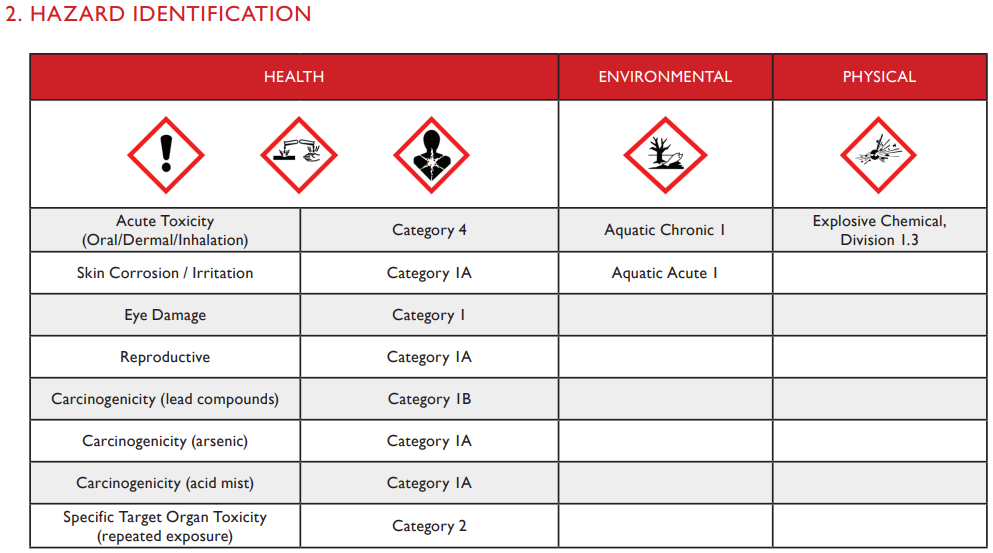 2. HAZARD IDENTIFICATION
HEALTH ENVIRONMENTAL PHYSICAL
Acute Toxicity
(Oral/Dermal/Inhalation) Category 4 Aquatic Chronic 1 Explosive Chemical,
Division 1.3
Skin Corrosion / Irritation Category 1A Aquatic Acute 1
Eye Damage Category 1
Reproductive Category 1A
Carcinogenicity (lead compounds) Category 1B
Carcinogenicity (arsenic) Category 1A
Carcinogenicity (acid mist) Category 1A
Specific Target Organ Toxicity
(repeated exposure) Category 2